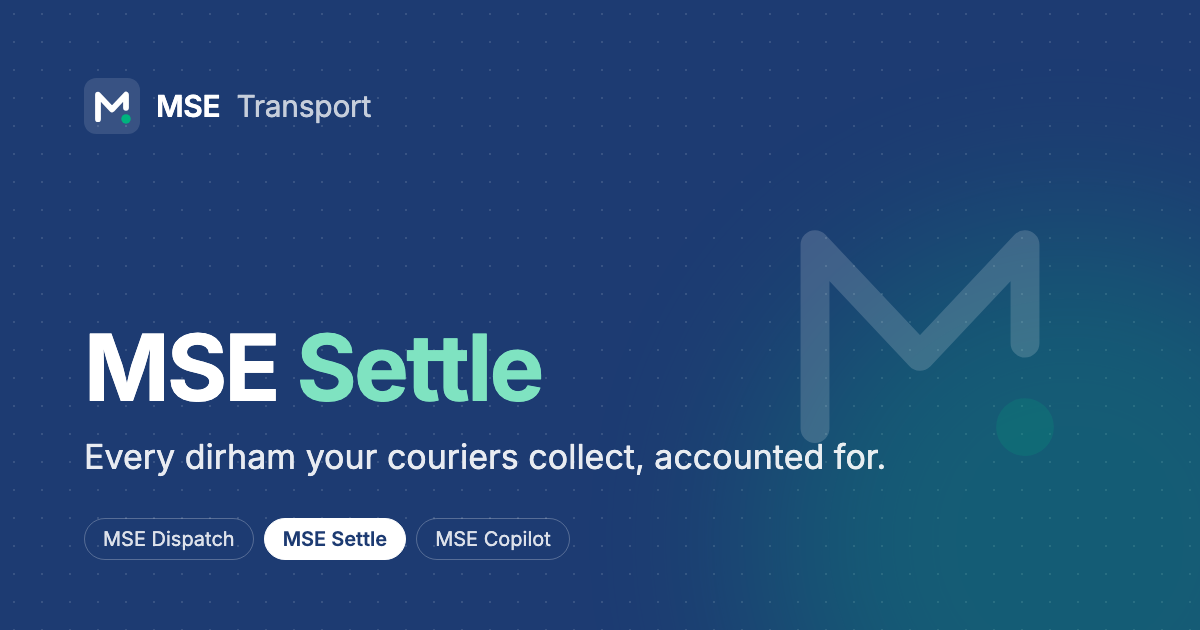 MSE Transport
MSE Settle
Every dirham your couriers collect, accounted for.
MSE Dispatch MSE Settle MSE Copilot